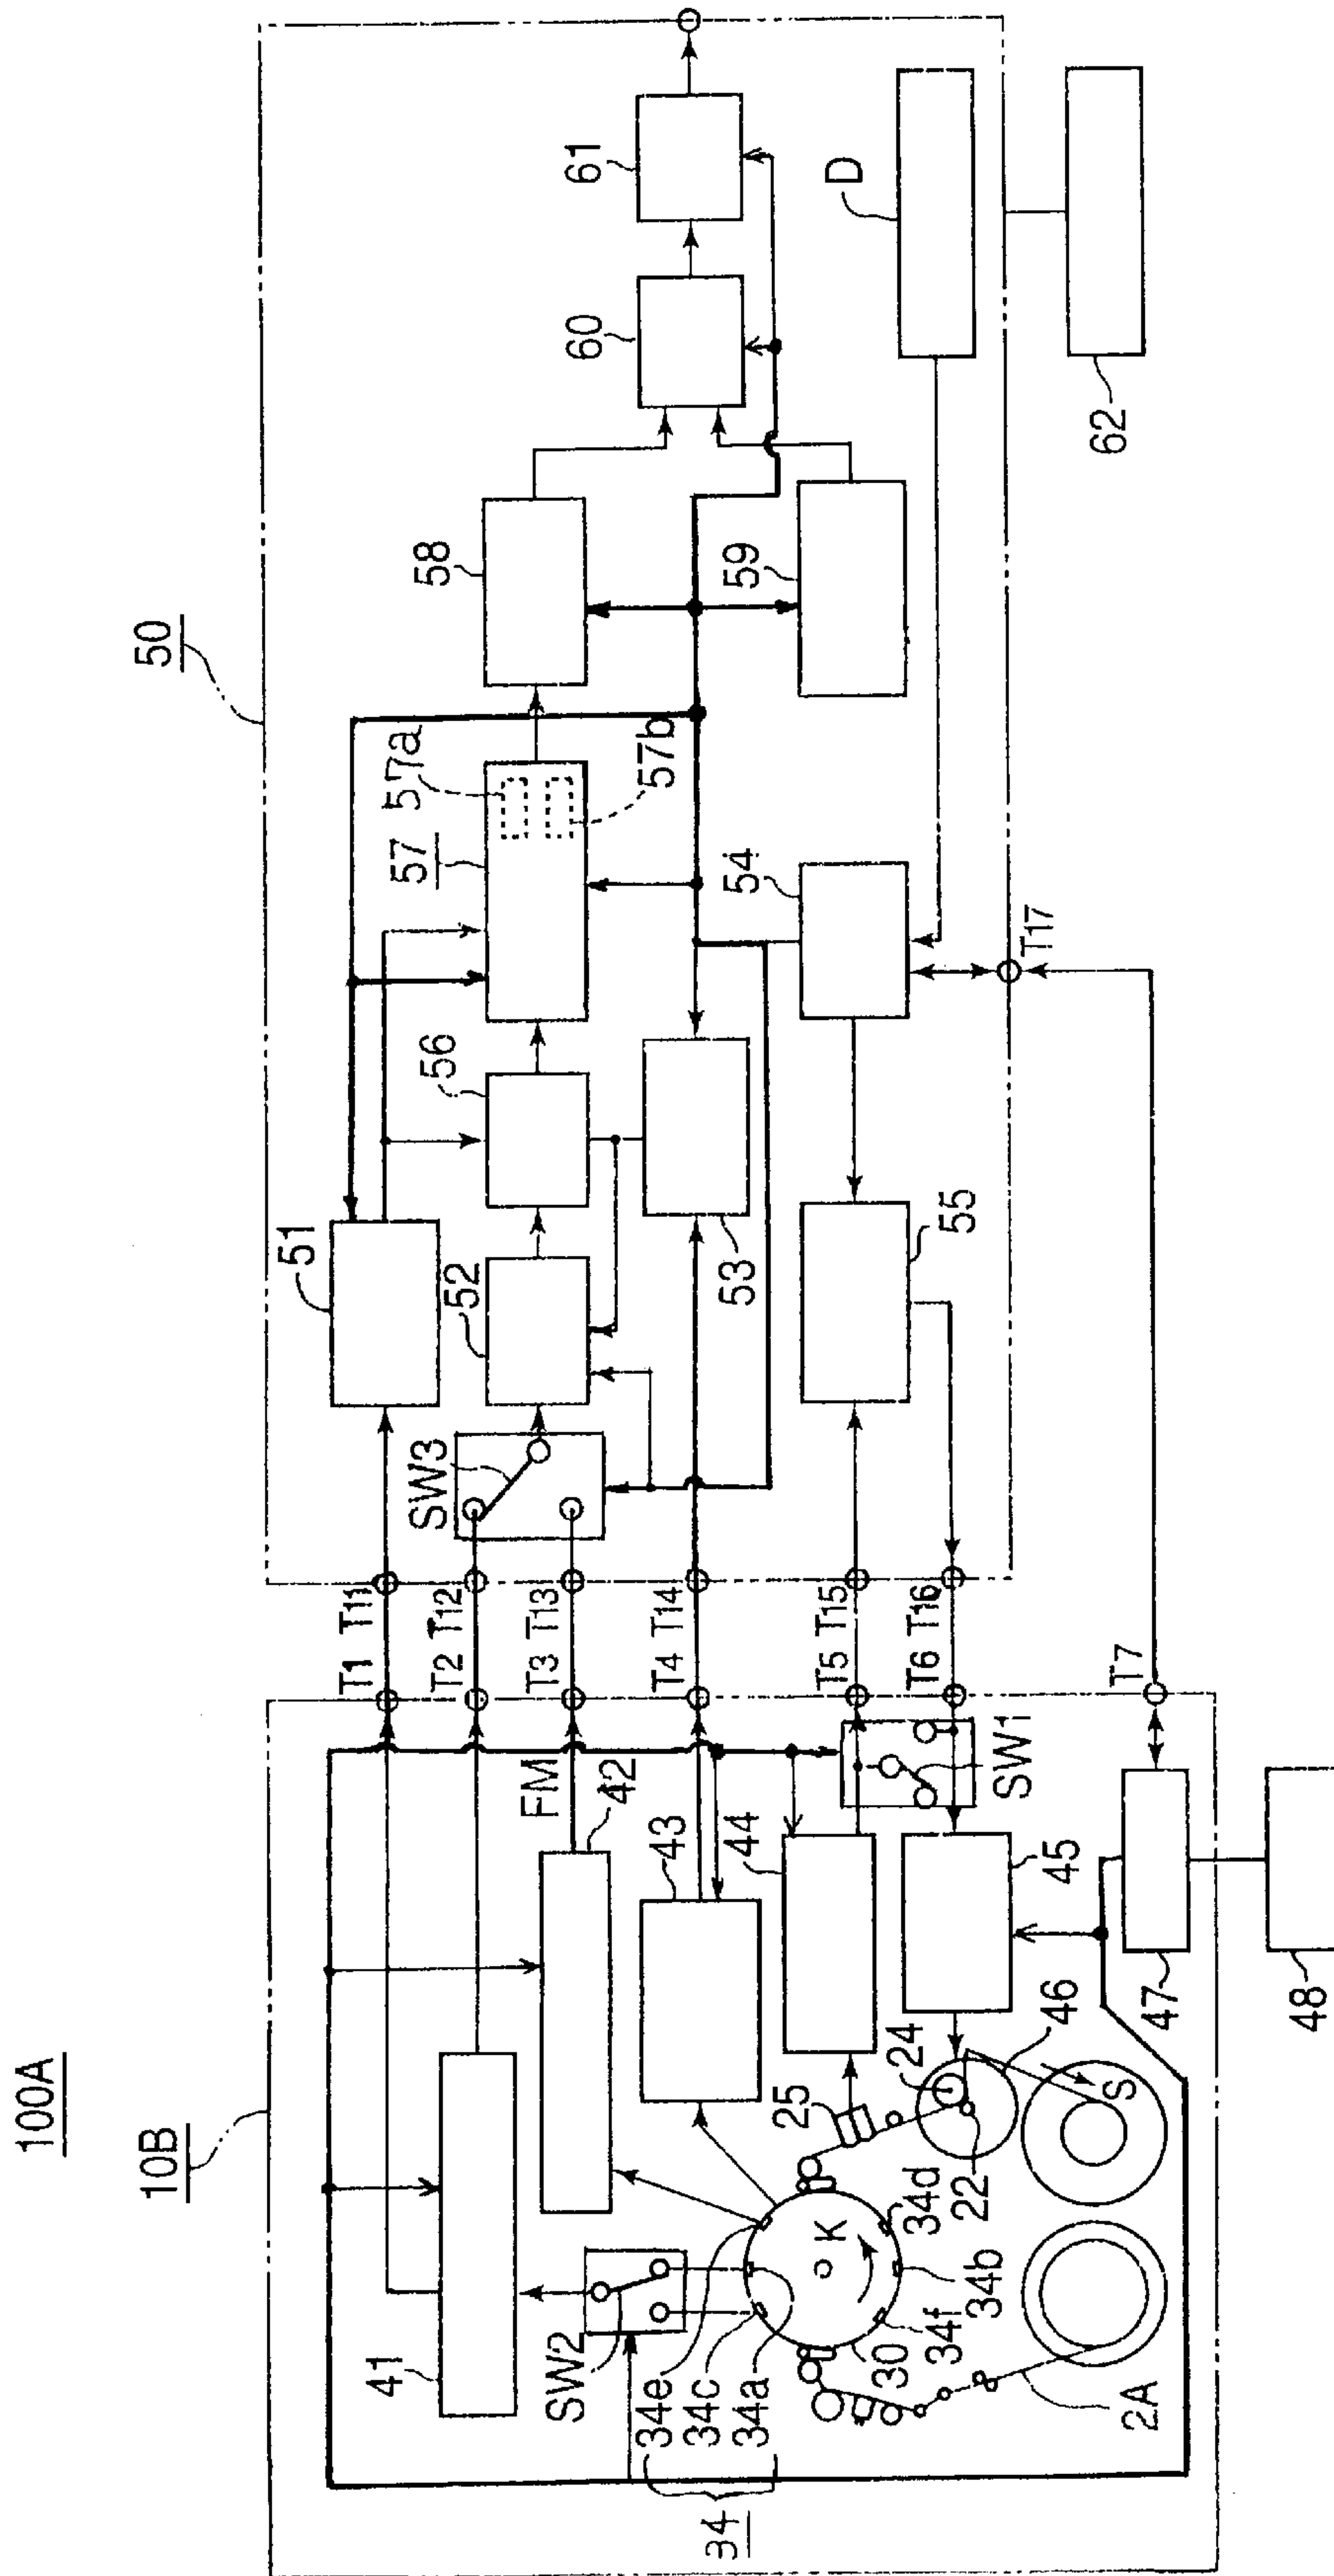 100A
10B
50
41
SW2
34e
34c
34a
34
30
34f
34b
34d
K
22
24
25
46
S
2A
42
FM
43
44
45
SW1
47
48
T1
T2
T3
T4
T5
T6
T7
T11
T12
T13
T14
T15
T16
T17
SW3
51
52
53
54
55
56
57
57a
57b
58
59
60
61
D
62